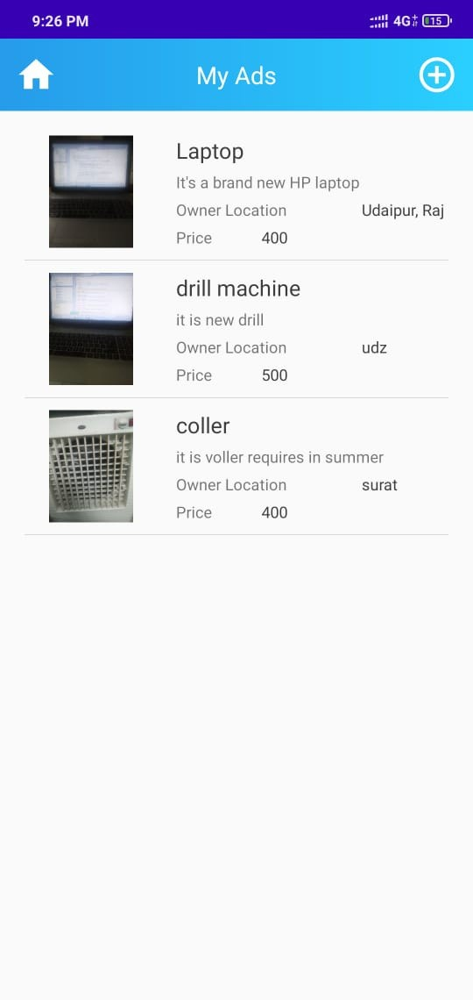 9:26 PM 4G+ 15
My Ads
Laptop
It's a brand new HP laptop
Owner Location Udaipur, Raj
Price 400
drill machine
it is new drill
Owner Location udz
Price 500
coller
it is voller requires in summer
Owner Location surat
Price 400